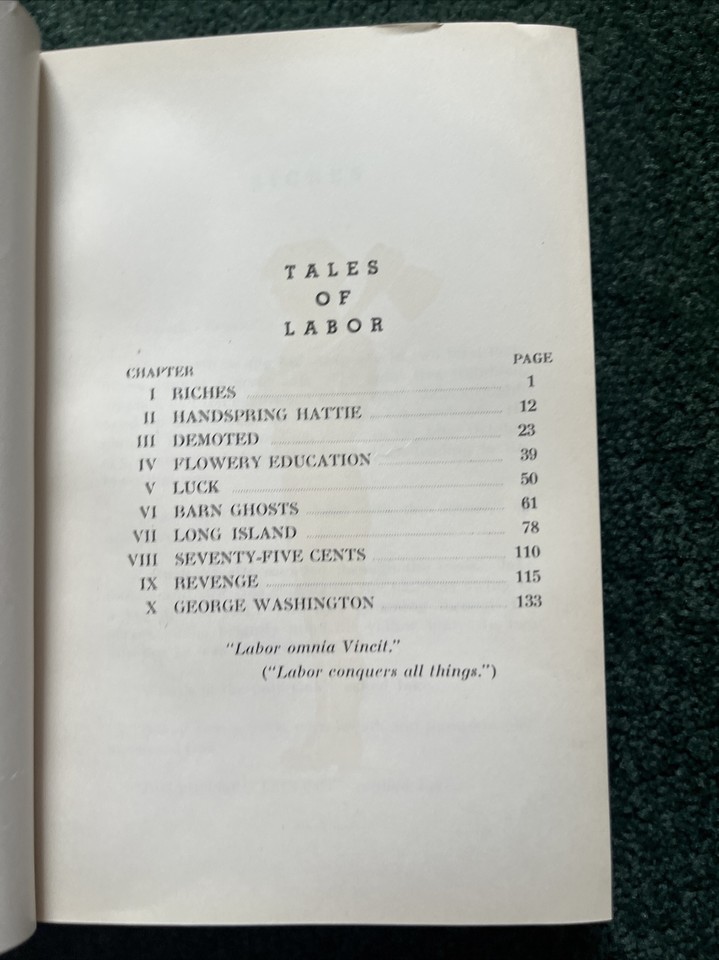 TALES
OF
LABOR
CHAPTER PAGE
I RICHES 1
II HANDSPRING HATTIE 12
III DEMOTED 23
IV FLOWERY EDUCATION 39
V LUCK 50
VI BARN GHOSTS 61
VII LONG ISLAND 78
VIII SEVENTY-FIVE CENTS 110
IX REVENGE 115
X GEORGE WASHINGTON 133
"Labor omnia Vincit."
("Labor conquers all things.")